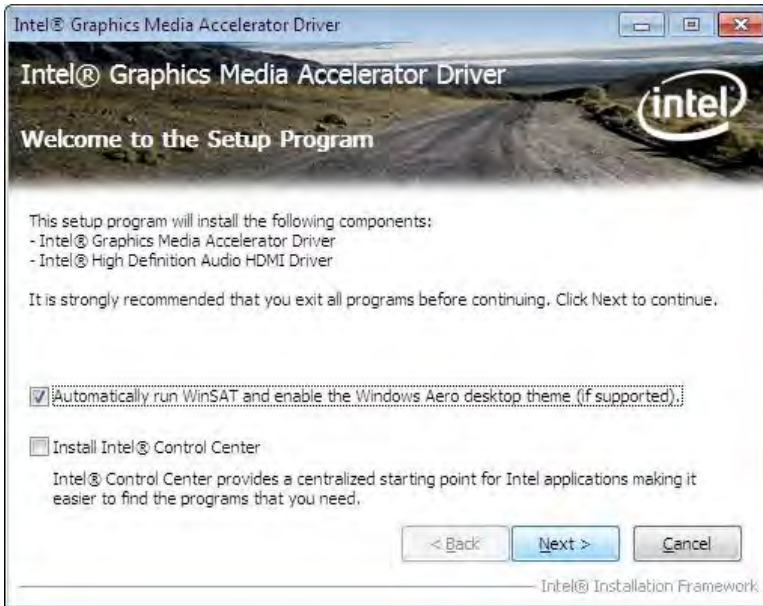 Intel® Graphics Media Accelerator Driver
Intel® Graphics Media Accelerator Driver
intel
Welcome to the Setup Program
This setup program will install the following components:
- Intel® Graphics Media Accelerator Driver
- Intel® High Definition Audio HDMI Driver
It is strongly recommended that you exit all programs before continuing. Click Next to continue.
Automatically run WinSAT and enable the Windows Aero desktop theme (if supported).
Install Intel® Control Center
Intel® Control Center provides a centralized starting point for Intel applications making it
easier to find the programs that you need.
< Back Next > Cancel
Intel® Installation Framework